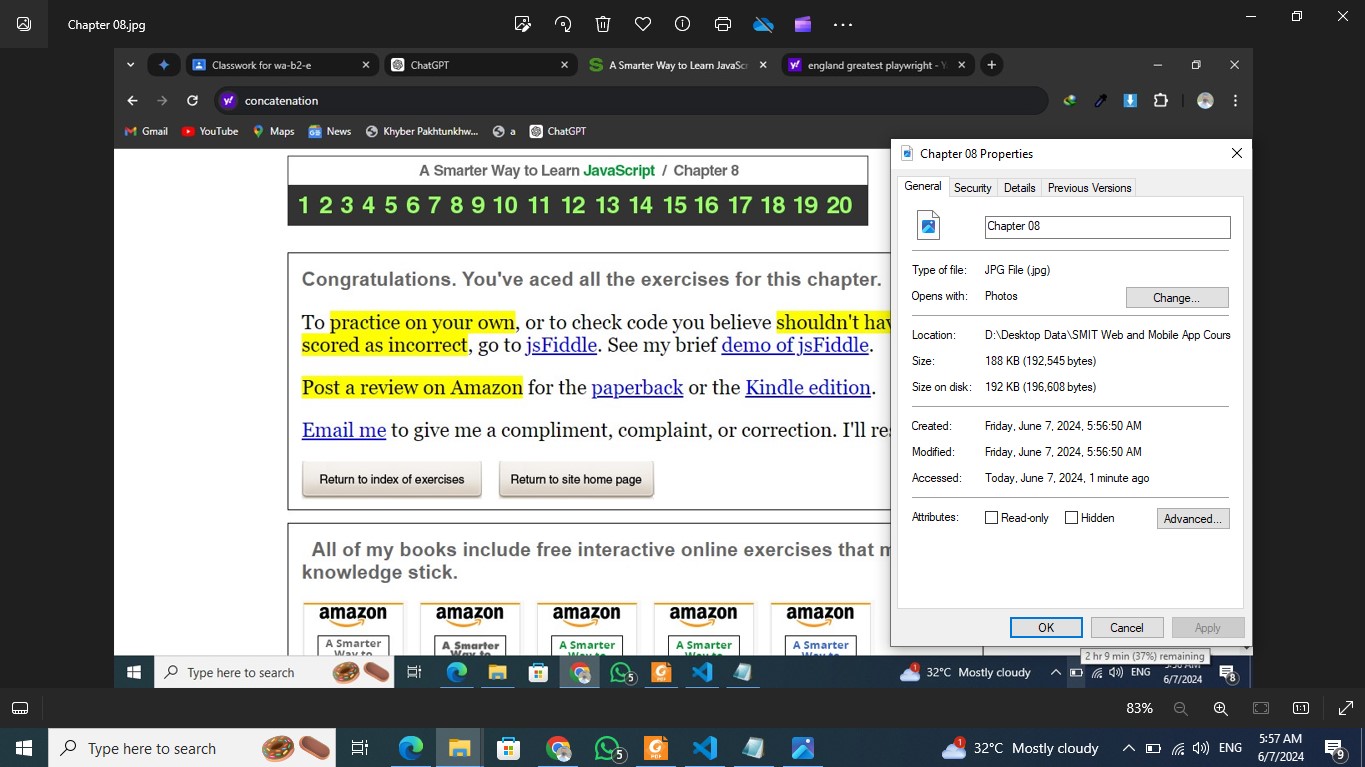 Chapter 08.jpg
Classwork for wa-b2-e
ChatGPT
A Smarter Way to Learn JavaSc
england greatest playwright - Y
concatenation
Gmail
YouTube
Maps
News
Khyber Pakhtunkhw...
a
ChatGPT
A Smarter Way to Learn JavaScript / Chapter 8
1 2 3 4 5 6 7 8 9 10 11 12 13 14 15 16 17 18 19 20
Congratulations. You've aced all the exercises for this chapter.
To practice on your own, or to check code you believe shouldn't hav
scored as incorrect, go to jsFiddle. See my brief demo of jsFiddle.
Post a review on Amazon for the paperback or the Kindle edition.
Email me to give me a compliment, complaint, or correction. I'll re
Return to index of exercises
Return to site home page
All of my books include free interactive online exercises that m
knowledge stick.
amazon amazon amazon amazon amazon
A Smarter A Smarter A Smarter A Smarter A Smarter
Way to Way to
Chapter 08 Properties
General Security Details Previous Versions
Chapter 08
Type of file: JPG File (.jpg)
Opens with: Photos Change...
Location: D:\Desktop Data\SMIT Web and Mobile App Cours
Size: 188 KB (192,545 bytes)
Size on disk: 192 KB (196,608 bytes)
Created: Friday, June 7, 2024, 5:56:50 AM
Modified: Friday, June 7, 2024, 5:56:50 AM
Accessed: Today, June 7, 2024, 1 minute ago
Attributes: Read-only Hidden Advanced...
OK Cancel Apply
2 hr 9 min (37%) remaining
Type here to search
5
1
32°C Mostly cloudy
ENG
6/7/2024
8
83%
1:1
Type here to search
5
PDF
1
32°C Mostly cloudy
ENG
5:57 AM
6/7/2024
9